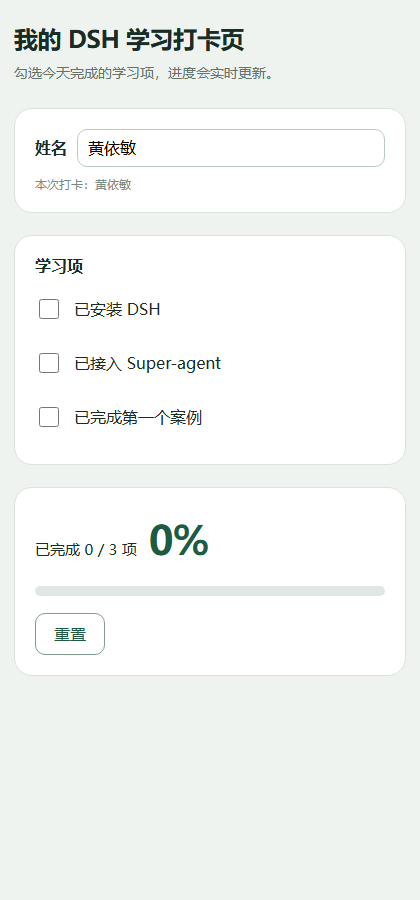 我的 DSH 学习打卡页
勾选今天完成的学习项，进度会实时更新。
姓名 黄依敏
本次打卡：黄依敏
学习项
已安装 DSH
已接入 Super-agent
已完成第一个案例
已完成 0 / 3 项 0%
重置